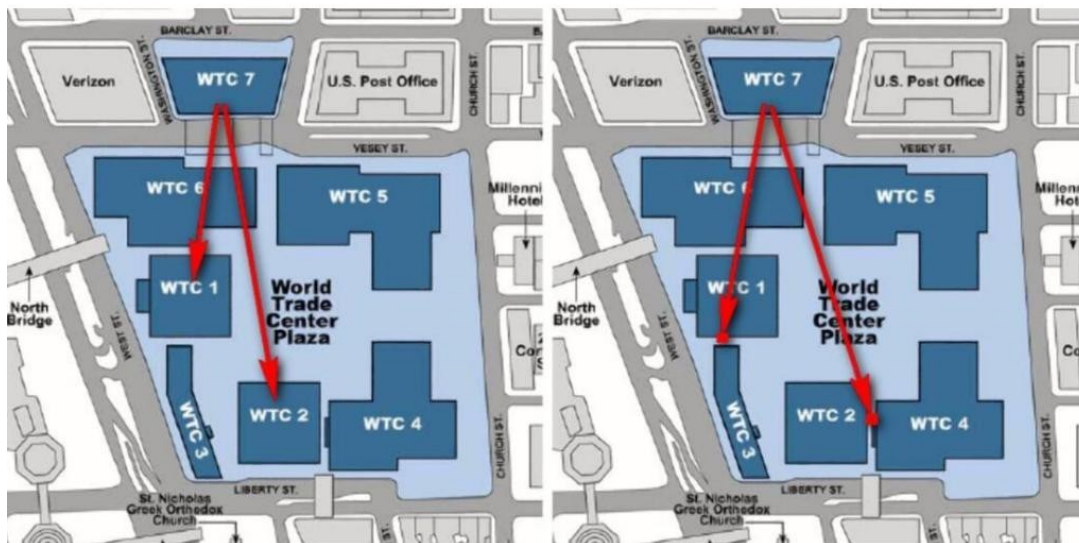 BARCLAY ST.
Verizon
WASHINGTON ST.
WTC 7
U.S. Post Office
CHURCH ST.
VESEY ST.
WTC 6
WTC 5
Millenni
Hotel
WTC 1
World
Trade
Center
Plaza
North
Bridge
WEST ST.
WTC 3
WTC 2
WTC 4
CHURCH ST.
LIBERTY ST.
St. Nicholas
Greek Orthodox
Church
BARCLAY ST.
Verizon
WASHINGTON ST.
WTC 7
U.S. Post Office
CHURCH ST.
VESEY ST.
WTC 6
WTC 5
Millenni
Hotel
WTC 1
World
Trade
Center
Plaza
North
Bridge
WEST ST.
WTC 3
WTC 2
WTC 4
CHURCH ST.
LIBERTY ST.
St. Nicholas
Greek Orthodox
Church